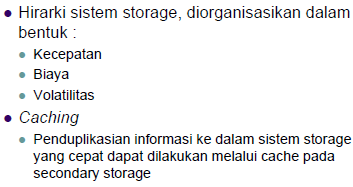 ● Hirarki sistem storage, diorganisasikan dalam
bentuk :
● Kecepatan
● Biaya
● Volatilitas
● Caching
● Penduplikasian informasi ke dalam sistem storage
yang cepat dapat dilakukan melalui cache pada
secondary storage